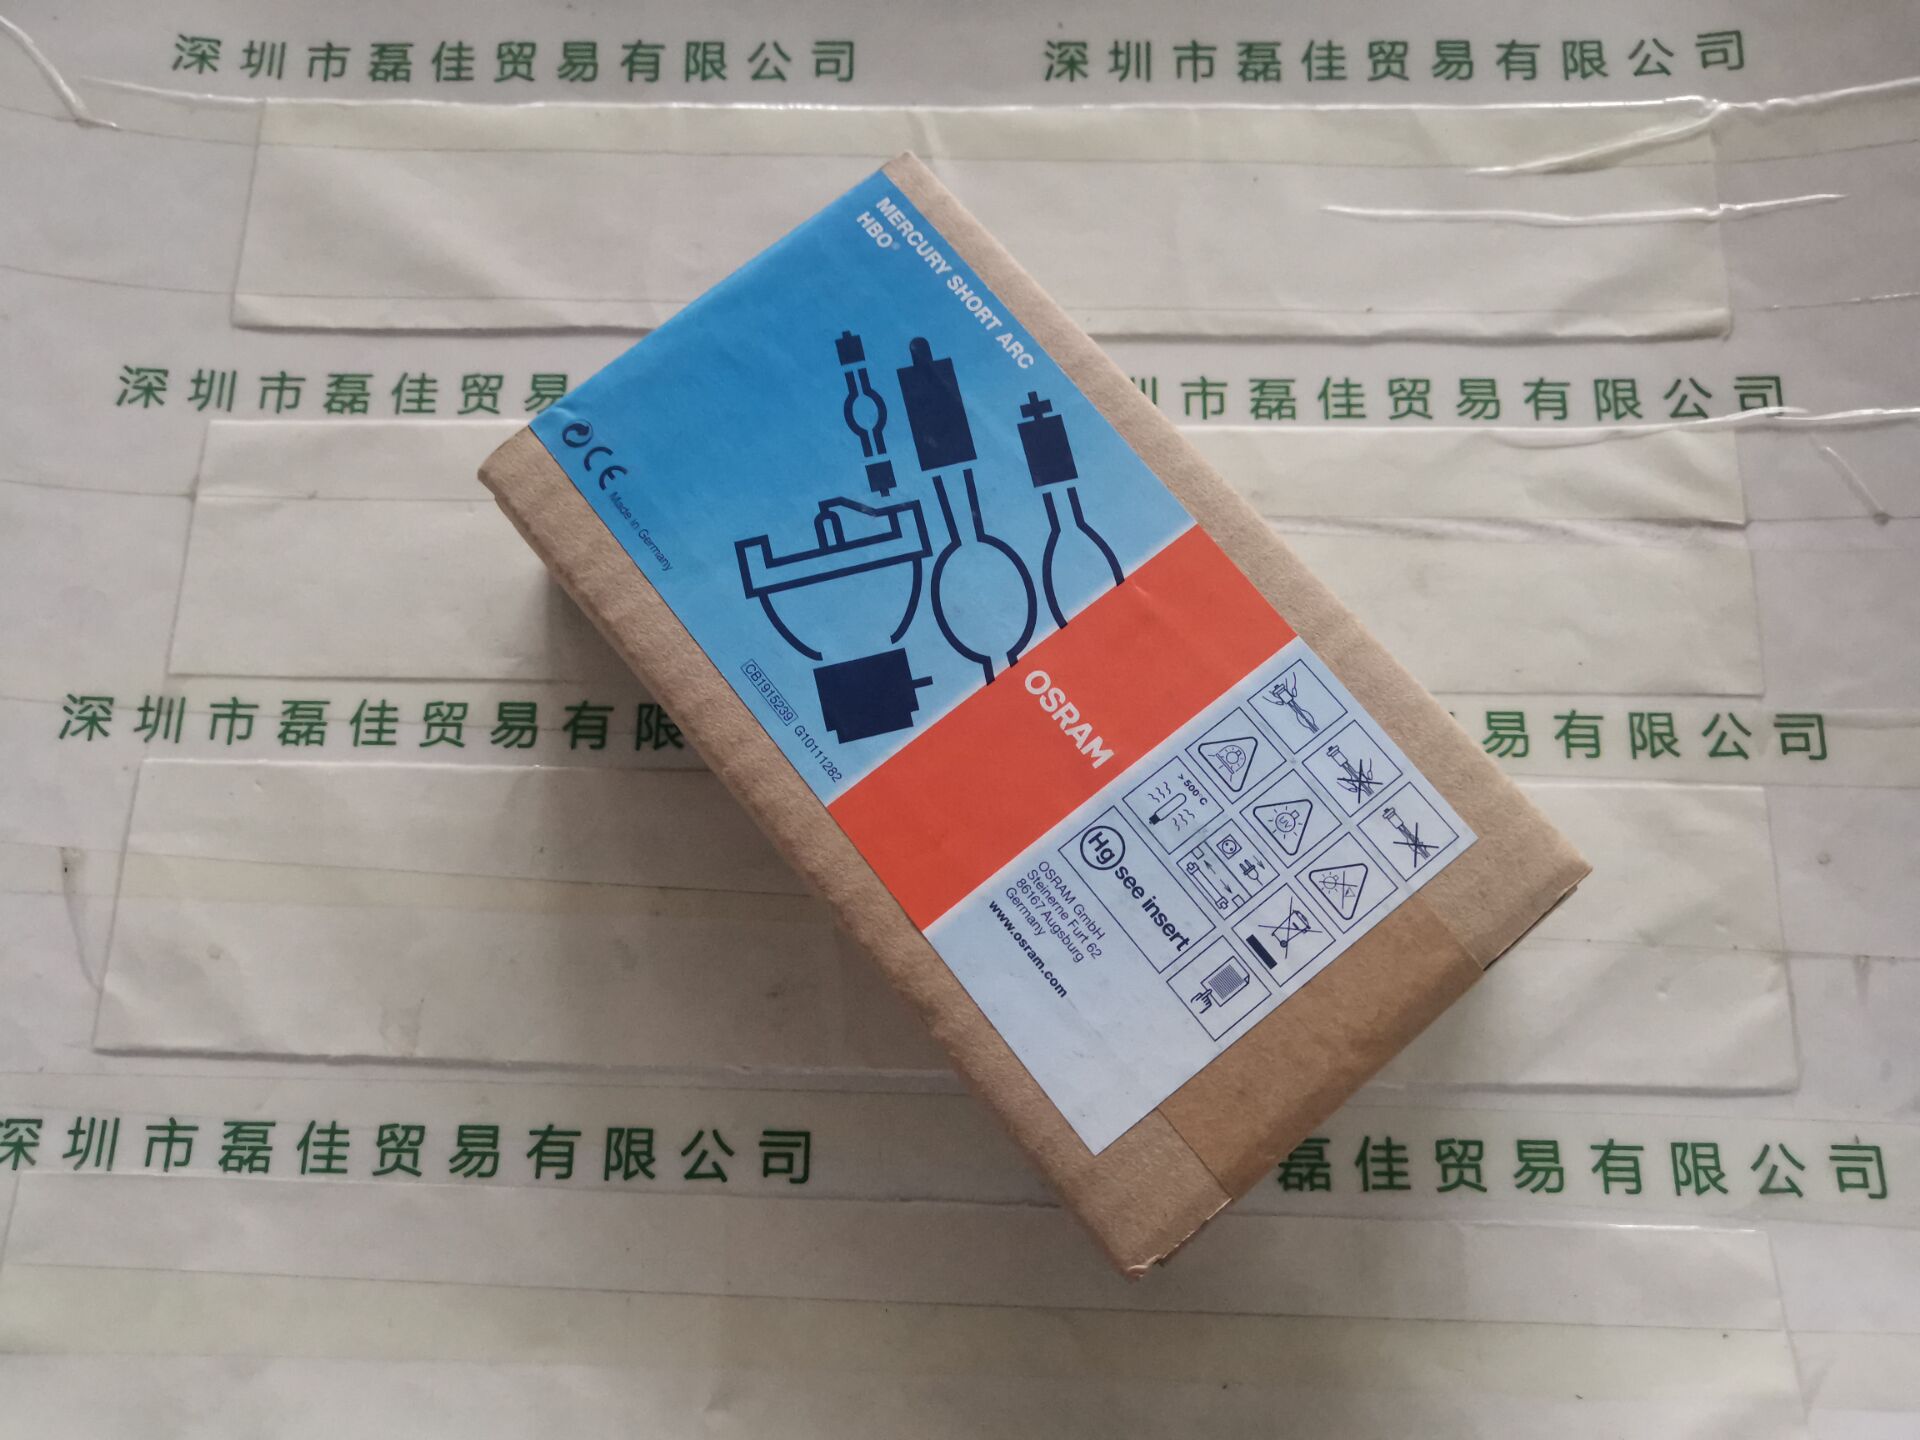 深圳市磊佳贸易有限公司
深圳市磊佳贸易有限公司
MERCURY SHORT ARC
HBO®
深圳市磊佳贸易
圳市磊佳贸易有限公司
CE Made in Germany
深圳市磊佳贸易有限
易有限公司
CB1915239 G10111282
OSRAM
>500°C
UV
Hg see insert
OSRAM GmbH
Steinerne Furt 62
86167 Augsburg
Germany
www.osram.com
深圳市磊佳贸易有限公司
磊佳贸易有限公司